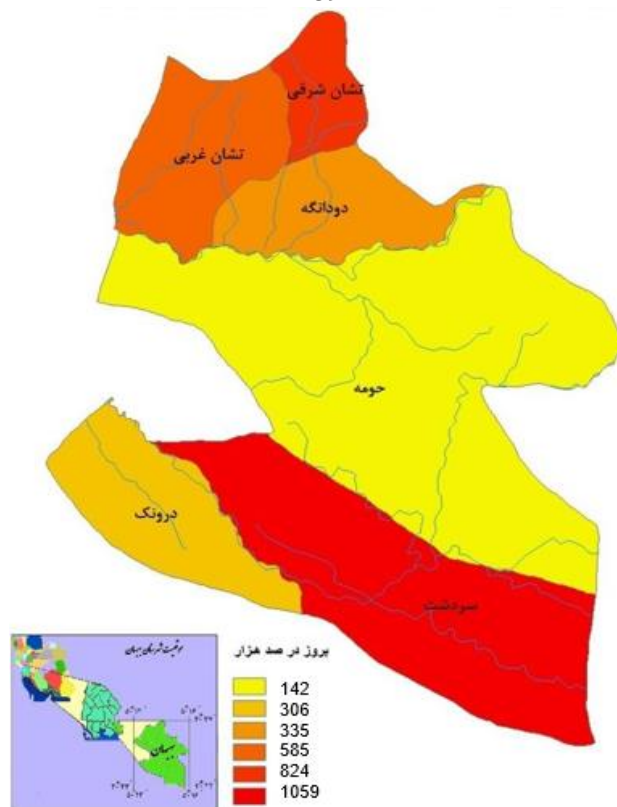 تشان شرقی
تشان غربی
دودانگه
حومه
درونک
سردشت
موقعیت شهرستان بهبهان
بهبهان
بروز در صد هزار
142
306
335
585
824
1059